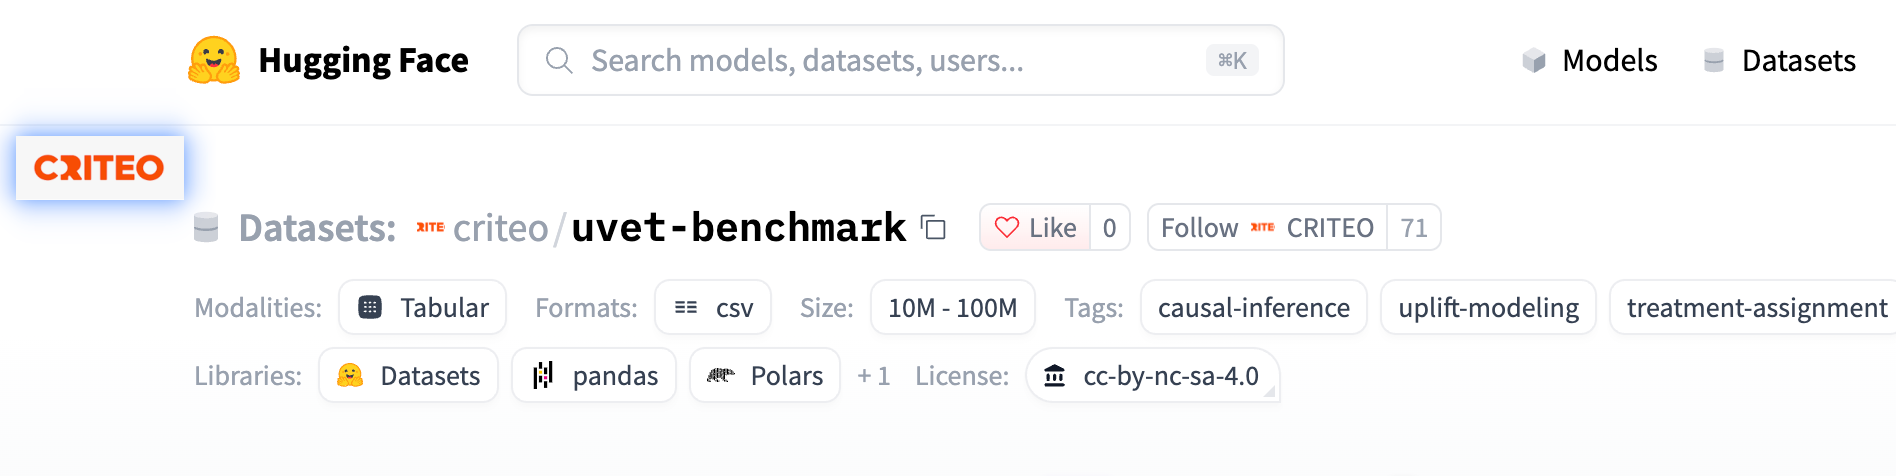 Hugging Face Search models, datasets, users... ⌘K Models Datasets
CRITEO
Datasets: criteo/uvet-benchmark Like 0 Follow CRITEO 71
Modalities: Tabular Formats: csv Size: 10M - 100M Tags: causal-inference uplift-modeling treatment-assignment
Libraries: Datasets pandas Polars + 1 License: cc-by-nc-sa-4.0